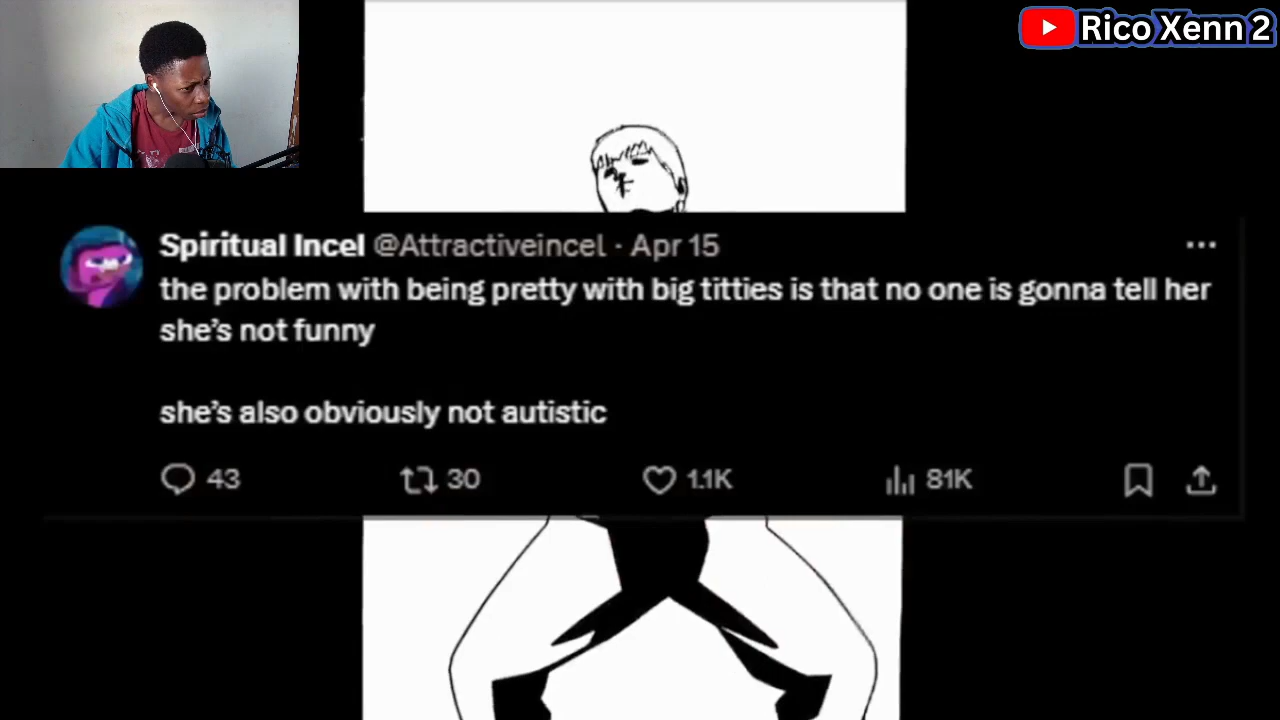 Rico Xenn 2
Spiritual Incel @Attractiveincel · Apr 15
the problem with being pretty with big titties is that no one is gonna tell her
she's not funny
she's also obviously not autistic
43 30 1.1K 81K